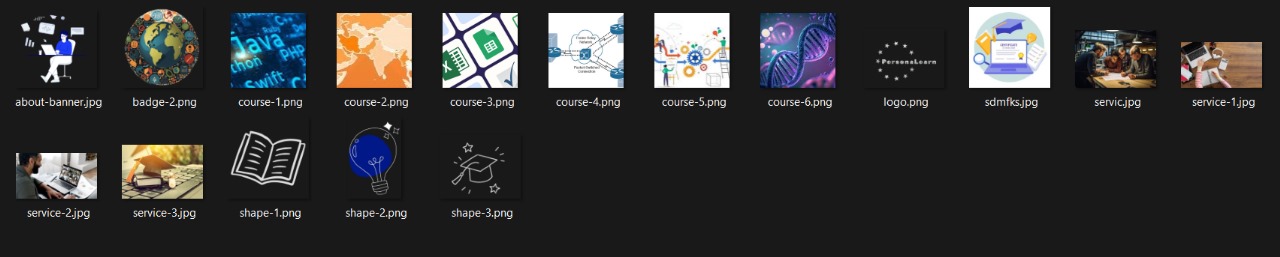 about-banner.jpg
badge-2.png
course-1.png
course-2.png
course-3.png
course-4.png
course-5.png
course-6.png
logo.png
sdmfks.jpg
servic.jpg
service-1.jpg
service-2.jpg
service-3.jpg
shape-1.png
shape-2.png
shape-3.png
Ruby
Java
PHP
Swift
PersonaLearn